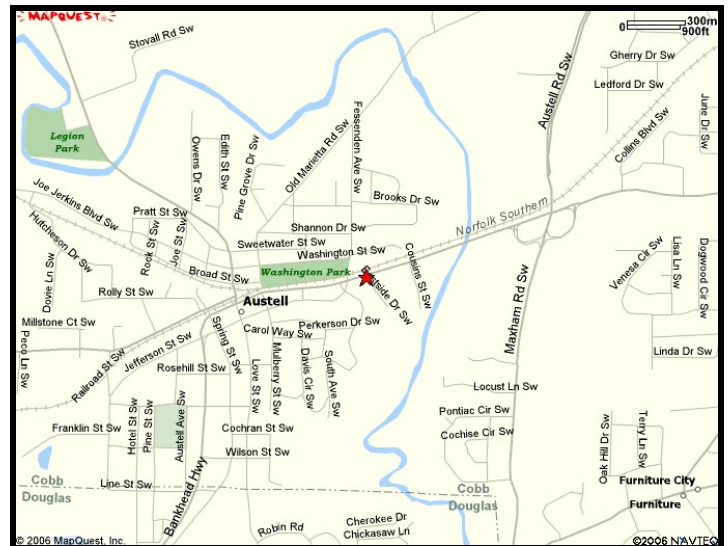 MAPQUEST
300m
900ft
Stovall Rd Sw
Gherry Dr Sw
Ledford Dr Sw
June Dr Sw
Austell Rd Sw
Collins Blvd Sw
Legion
Park
Owens Dr Sw
Edith St Sw
Pine Grove Dr Sw
Old Marietta Rd Sw
Fessenden Ave Sw
Brooks Dr Sw
Joe Jerkins Blvd Sw
Pratt St Sw
Shannon Dr Sw
Norfolk Southern
Hutcheson Dr Sw
Rock St Sw
Joe St Sw
Sweetwater St Sw
Washington St Sw
Cousins St Sw
Broad St Sw
Washington Park
Eastside Dr Sw
Venesa Cir Sw
Lisa Ln Sw
Dogwood Cir Sw
Dovie Ln Sw
Rolly St Sw
Austell
Maxham Rd Sw
Millstone Ct Sw
Spring St Sw
Carol Way Sw
Perkerson Dr Sw
Peco Ln Sw
Railroad St Sw
Jefferson St Sw
Mulberry St Sw
Davis Cir Sw
South Ave Sw
Linda Dr Sw
Rosehill St Sw
Love St Sw
Locust Ln Sw
Hotel St Sw
Pine St Sw
Austell Ave Sw
Pontiac Cir Sw
Franklin St Sw
Cochran St Sw
Cochise Cir Sw
Oak Hill Dr Sw
Terry Ln Sw
Wilson St Sw
Bankhead Hwy
Cobb
Douglas
Line St Sw
Cobb
Douglas
Furniture City
Furniture
Robin Rd
Cherokee Dr
Chickasaw Ln
© 2006 MapQuest, Inc.
©2006 NAVTEQ